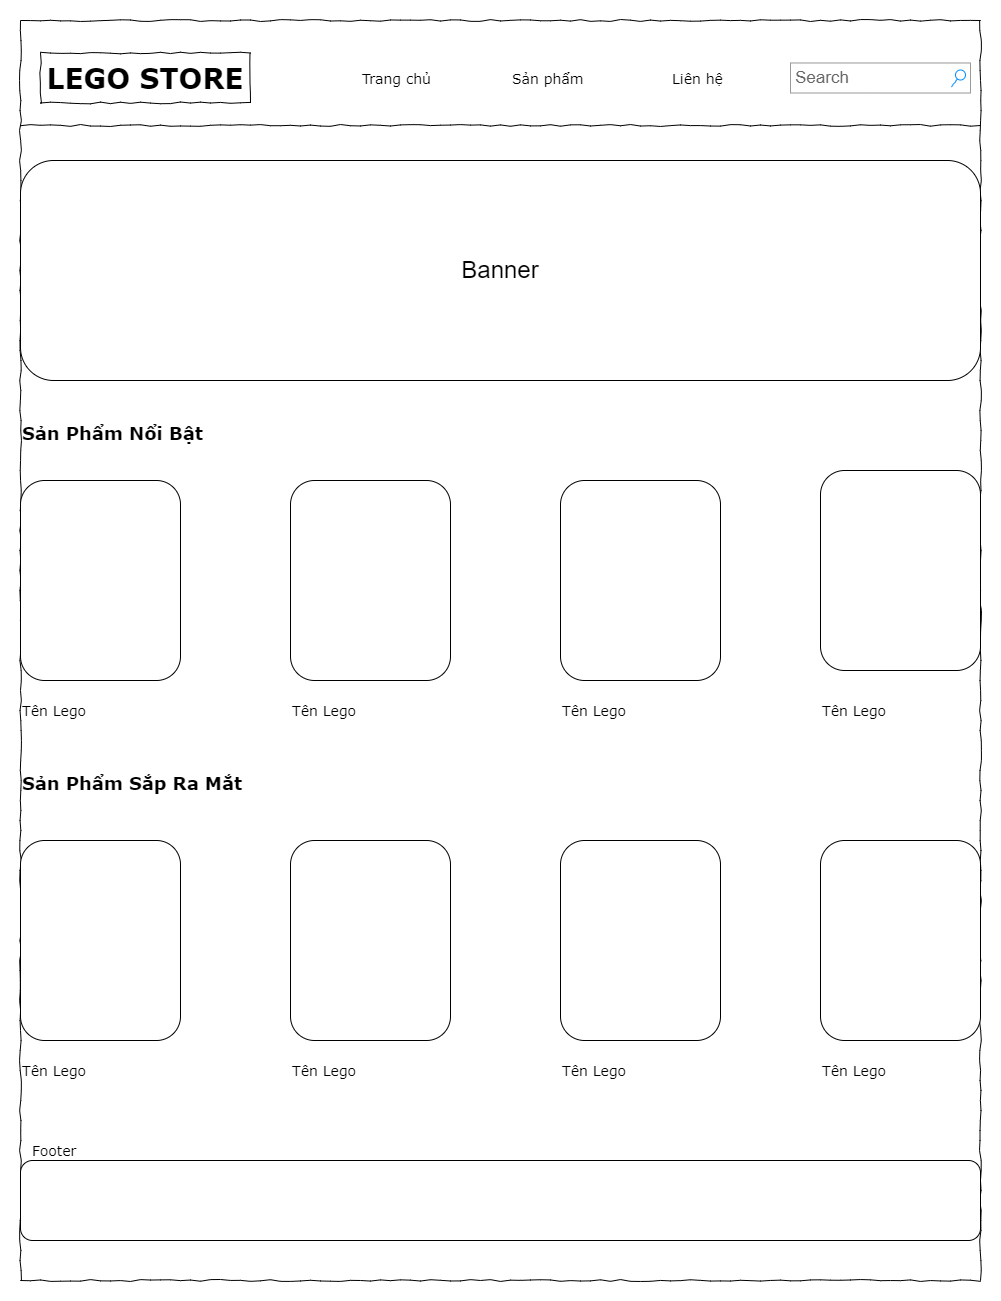 LEGO STORE
Trang chủ
Sản phẩm
Liên hệ
Search
Banner
Sản Phẩm Nổi Bật
Tên Lego
Tên Lego
Tên Lego
Tên Lego
Sản Phẩm Sắp Ra Mắt
Tên Lego
Tên Lego
Tên Lego
Tên Lego
Footer